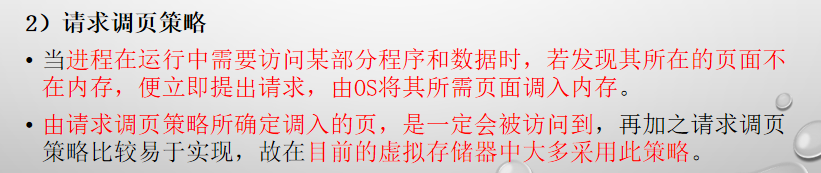 2）请求调页策略
• 当进程在运行中需要访问某部分程序和数据时，若发现其所在的页面不
在内存，便立即提出请求，由OS将其所需页面调入内存。
• 由请求调页策略所确定调入的页，是一定会被访问到，再加之请求调页
策略比较易于实现，故在目前的虚拟存储器中大多采用此策略。